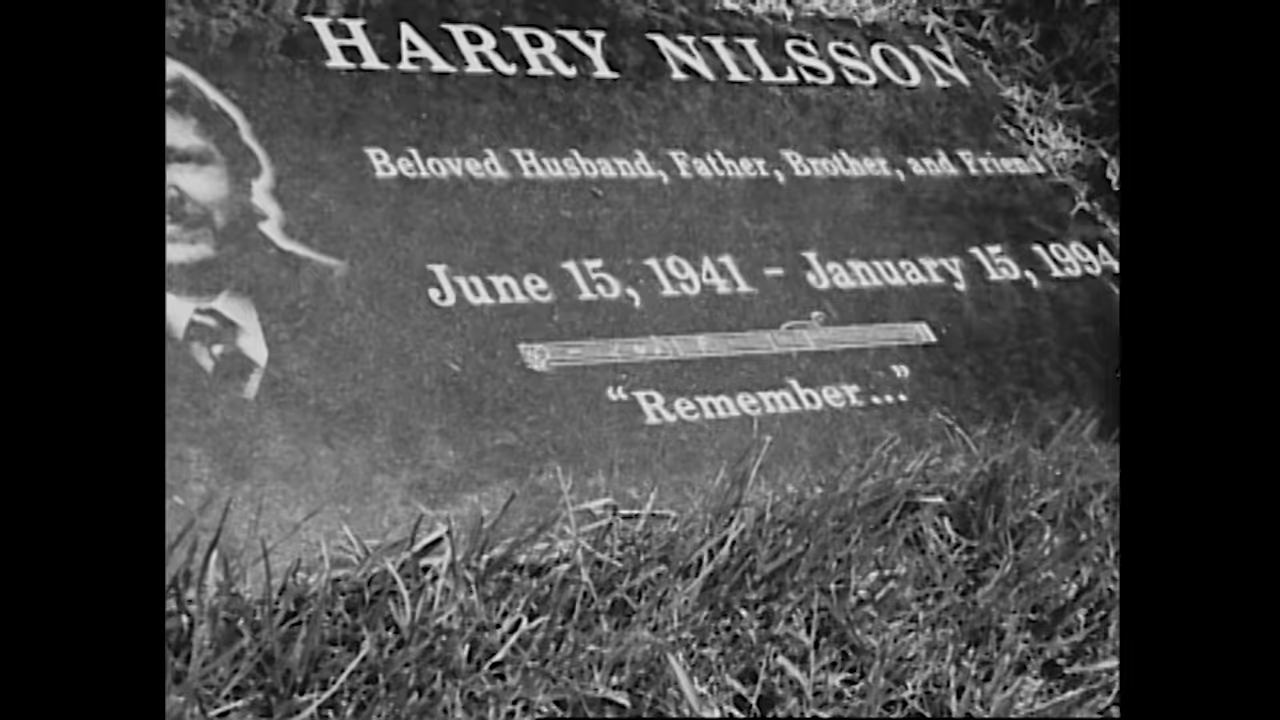 HARRY NILSSON
Beloved Husband, Father, Brother, and Friend
June 15, 1941 - January 15, 1994
“Remember...”